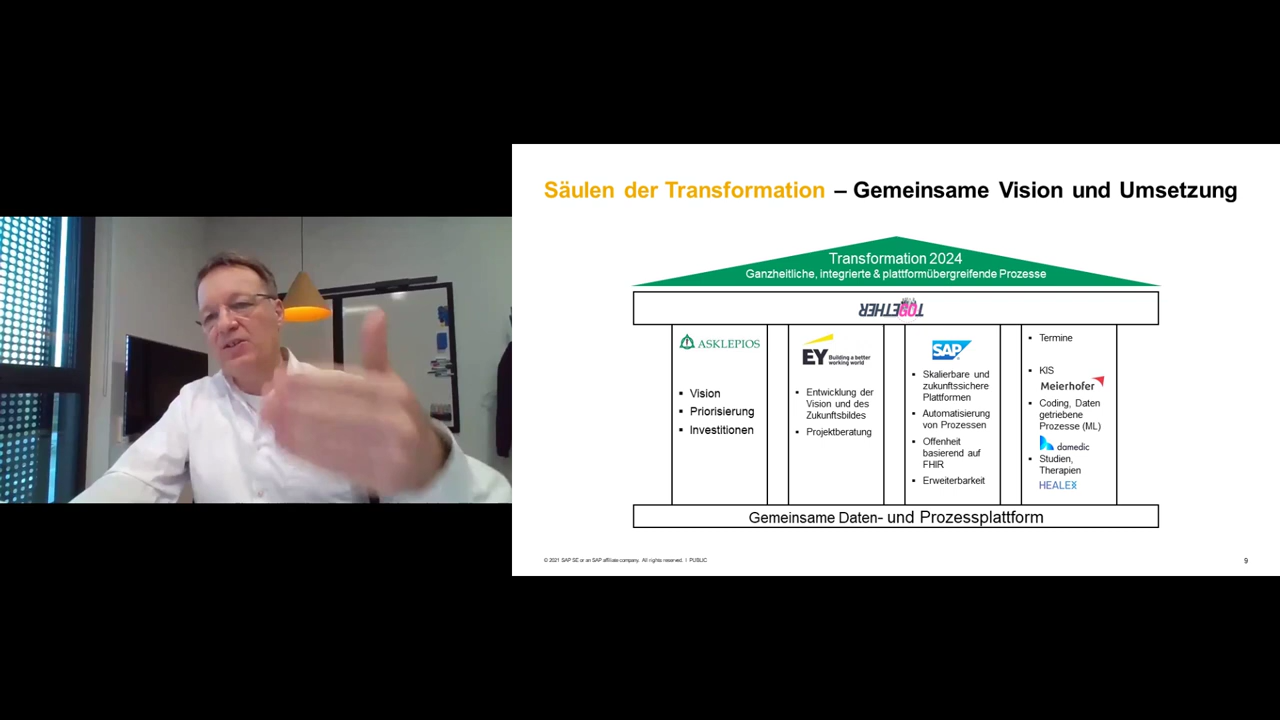 Säulen der Transformation – Gemeinsame Vision und Umsetzung
Transformation 2024
Ganzheitliche, integrierte & plattformübergreifende Prozesse
TOGETHER
ASKLEPIOS
▪ Vision
▪ Priorisierung
▪ Investitionen
EY Building a better
working world
▪ Entwicklung der
Vision und des
Zukunftsbildes
▪ Projektberatung
SAP
▪ Skalierbare und
zukunftssichere
Plattformen
▪ Automatisierung
von Prozessen
▪ Offenheit
basierend auf
FHIR
▪ Erweiterbarkeit
▪ Termine
▪ KIS
Meierhofer
▪ Coding, Daten
getriebene
Prozesse (ML)
damedic
▪ Studien,
Therapien
HEALEX
Gemeinsame Daten- und Prozessplattform
© 2021 SAP SE or an SAP affiliate company. All rights reserved. I PUBLIC
9